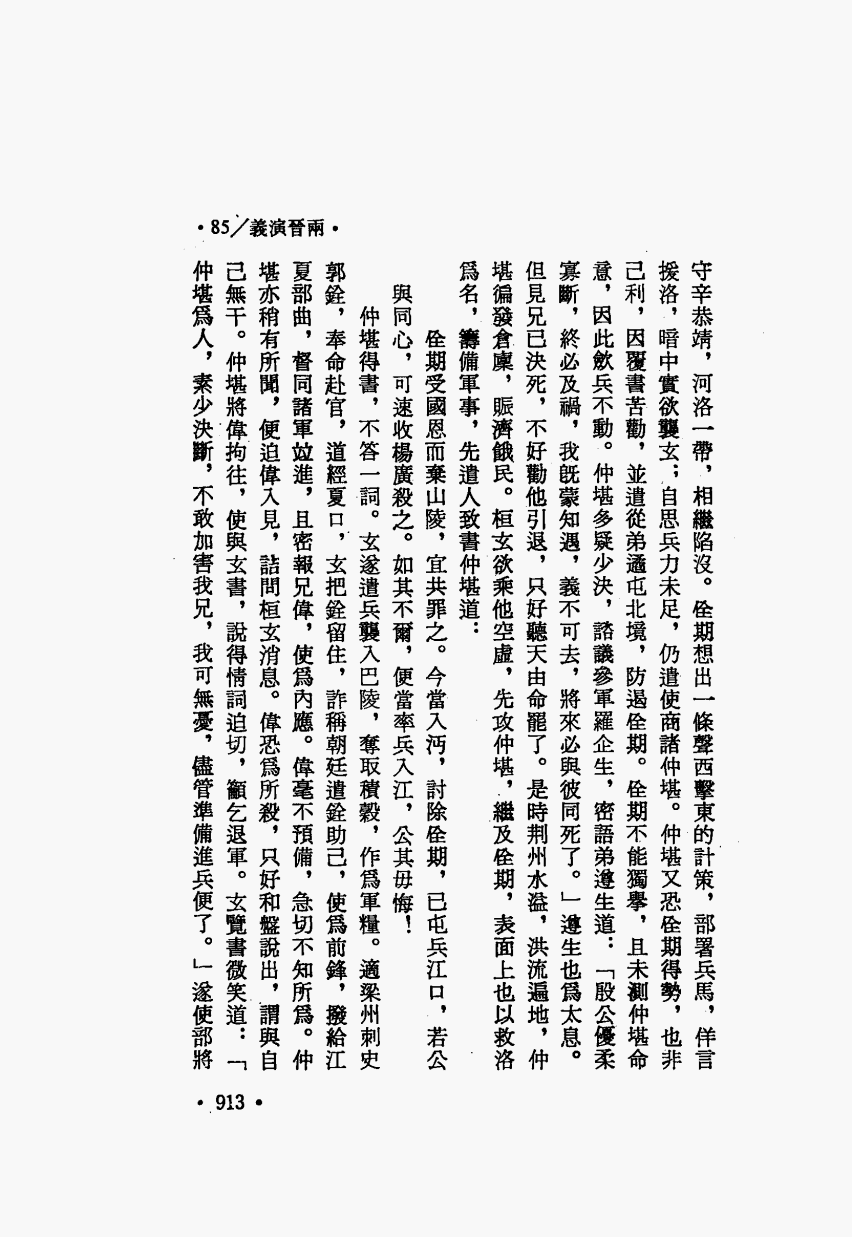 ·85╱義演晉兩·
守辛恭靖，河洛一帶，相繼陷沒。佺期想出一條聲西擊東的計策，部署兵馬，佯言
援洛，暗中實欲襲玄；自思兵力未足，仍遣使商諸仲堪。仲堪又恐佺期得勢，也非
己利，因覆書苦勸，並遣從弟遹屯北境，防遏佺期。佺期不能獨擧，且未測仲堪命
意，因此歛兵不動。仲堪多疑少決，諮議參軍羅企生，密語弟遵生道：「殷公優柔
寡斷，終必及禍，我旣蒙知遇，義不可去，將來必與彼同死了。」遵生也爲太息。
但見兄已決死，不好勸他引退，只好聽天由命罷了。是時荆州水溢，洪流遍地，仲
堪徧發倉廩，賑濟餓民。桓玄欲乘他空虛，先攻仲堪，繼及佺期，表面上也以救洛
爲名，籌備軍事，先遣人致書仲堪道：
佺期受國恩而棄山陵，宜共罪之。今當入沔，討除佺期，已屯兵江口，若公
與同心，可速收楊廣殺之。如其不爾，便當率兵入江，公其毋悔！
仲堪得書，不答一詞。玄遂遣兵襲入巴陵，奪取積穀，作爲軍糧。適梁州刺史
郭銓，奉命赴官，道經夏口，玄把銓留住，詐稱朝廷遣銓助己，使爲前鋒，撥給江
夏部曲，督同諸軍竝進，且密報兄偉，使爲內應。偉毫不預備，急切不知所爲。仲
堪亦稍有所聞，便迫偉入見，詰問桓玄消息。偉恐爲所殺，只好和盤說出，謂與自
己無干。仲堪將偉拘往，使與玄書，說得情詞迫切，籲乞退軍。玄覽書微笑道：「
仲堪爲人，素少決斷，不敢加害我兄，我可無憂，儘管準備進兵便了。」遂使部將
·913·